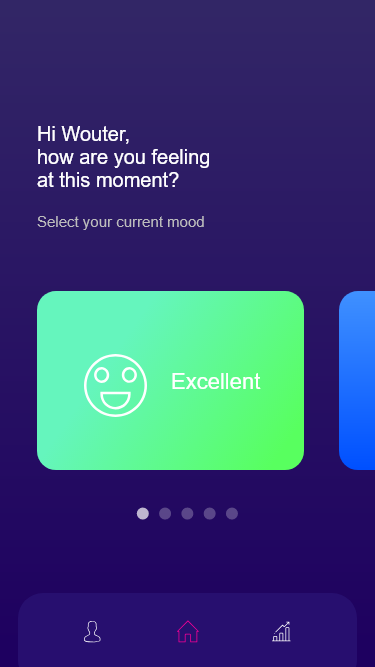 Hi Wouter,
how are you feeling
at this moment?
Select your current mood
Excellent